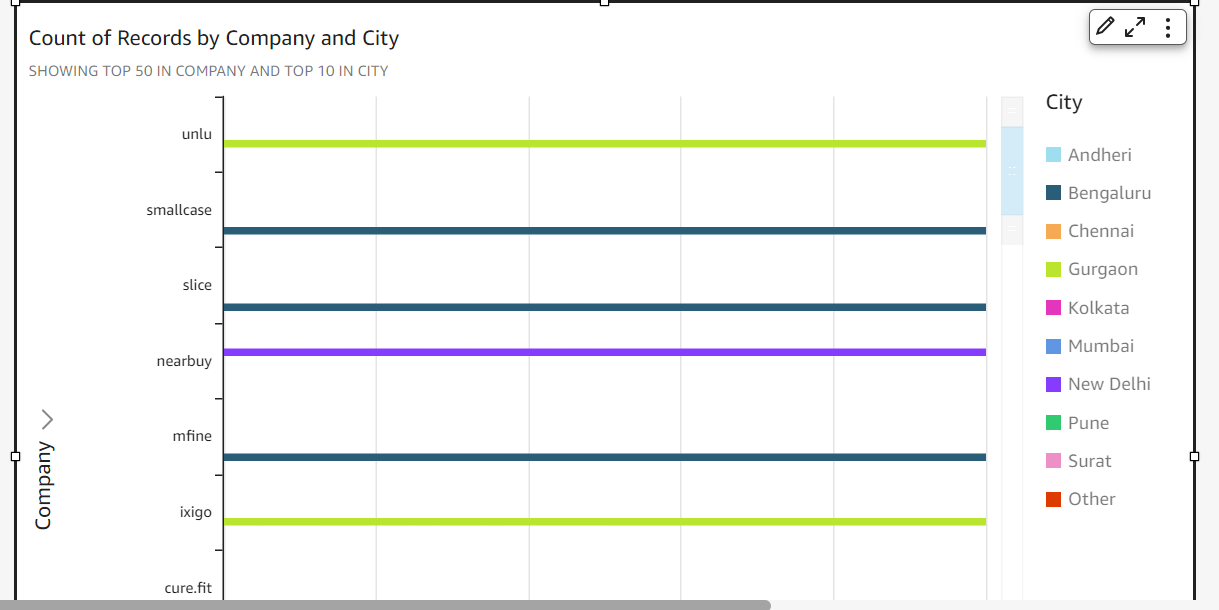 Count of Records by Company and City
SHOWING TOP 50 IN COMPANY AND TOP 10 IN CITY
unlu
smallcase
slice
nearbuy
mfine
ixigo
cure.fit
Company
City
Andheri
Bengaluru
Chennai
Gurgaon
Kolkata
Mumbai
New Delhi
Pune
Surat
Other